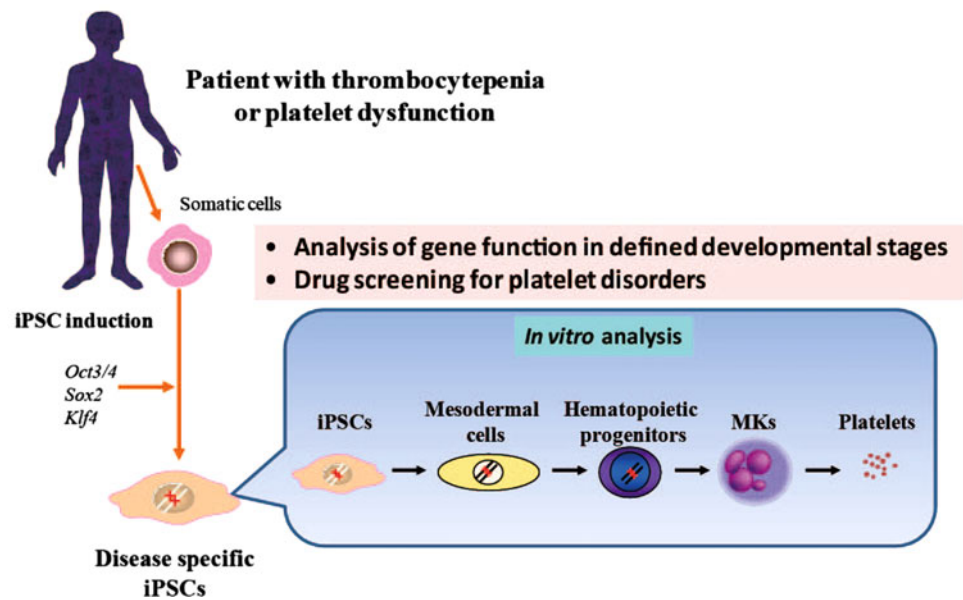 Patient with thrombocytepenia
or platelet dysfunction
Somatic cells
• Analysis of gene function in defined developmental stages
• Drug screening for platelet disorders
iPSC induction
Oct3/4
Sox2
Klf4
In vitro analysis
iPSCs
Mesodermal
cells
Hematopoietic
progenitors
MKs
Platelets
Disease specific
iPSCs